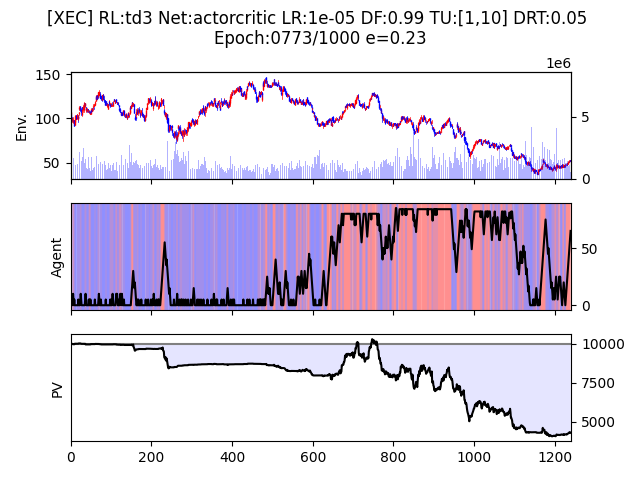 [XEC] RL:td3 Net:actorcritic LR:1e-05 DF:0.99 TU:[1,10] DRT:0.05
Epoch:0773/1000 e=0.23
1e6
150
100
50
Env.
5
0
Agent
50
0
PV
10000
7500
5000
0 200 400 600 800 1000 1200